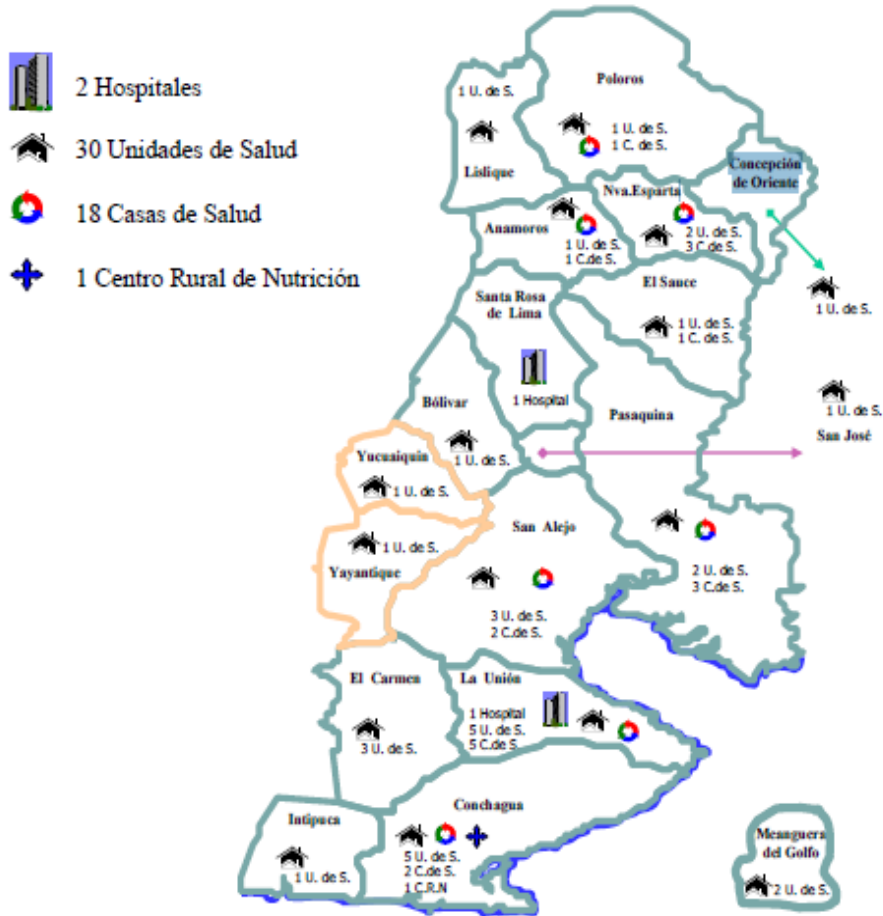 2 Hospitales
30 Unidades de Salud
18 Casas de Salud
1 Centro Rural de Nutrición
Poloros
1 U. de S.
1 C. de S.
1 U. de S.
Lislique
Concepción
de Oriente
1 U. de S.
Nva.Esparta
2 U. de S.
3 C.de S.
Anamoros
1 U. de S.
1 C.de S.
El Sauce
1 U. de S.
1 C. de S.
Santa Rosa
de Lima
1 Hospital
1 U. de S.
San José
Pasaquina
2 U. de S.
3 C.de S.
Bólivar
1 U. de S.
Yucuaiquin
1 U. de S.
1 U. de S.
Yayantique
San Alejo
3 U. de S.
2 C.de S.
El Carmen
3 U. de S.
La Unión
1 Hospital
5 U. de S.
5 C.de S.
Conchagua
5 U. de S.
2 C.de S.
1 C.R.N
Intipuca
1 U. de S.
Meanguera
del Golfo
2 U. de S.